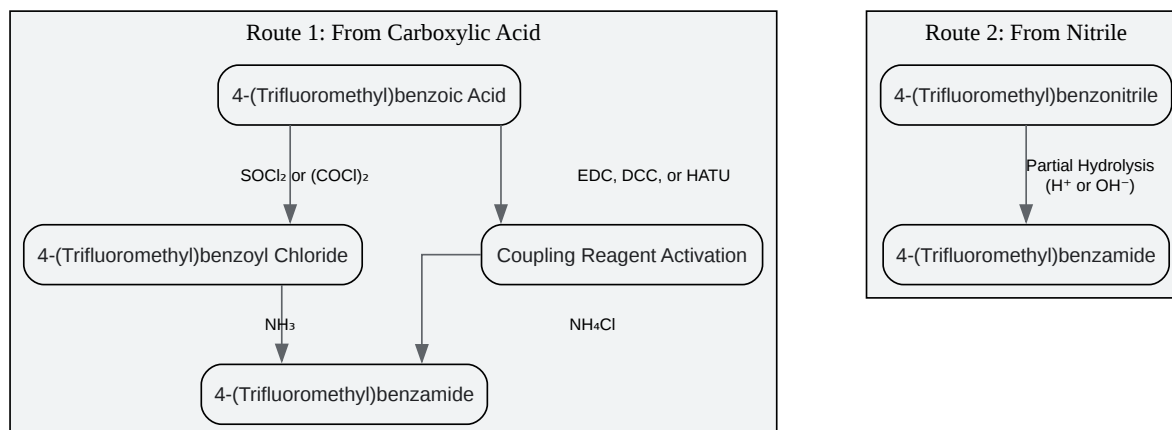 Route 1: From Carboxylic Acid
4-(Trifluoromethyl)benzoic Acid
SOCl₂ or (COCl)₂
EDC, DCC, or HATU
4-(Trifluoromethyl)benzoyl Chloride
Coupling Reagent Activation
NH₃
NH₄Cl
4-(Trifluoromethyl)benzamide
Route 2: From Nitrile
4-(Trifluoromethyl)benzonitrile
Partial Hydrolysis
(H⁺ or OH⁻)
4-(Trifluoromethyl)benzamide